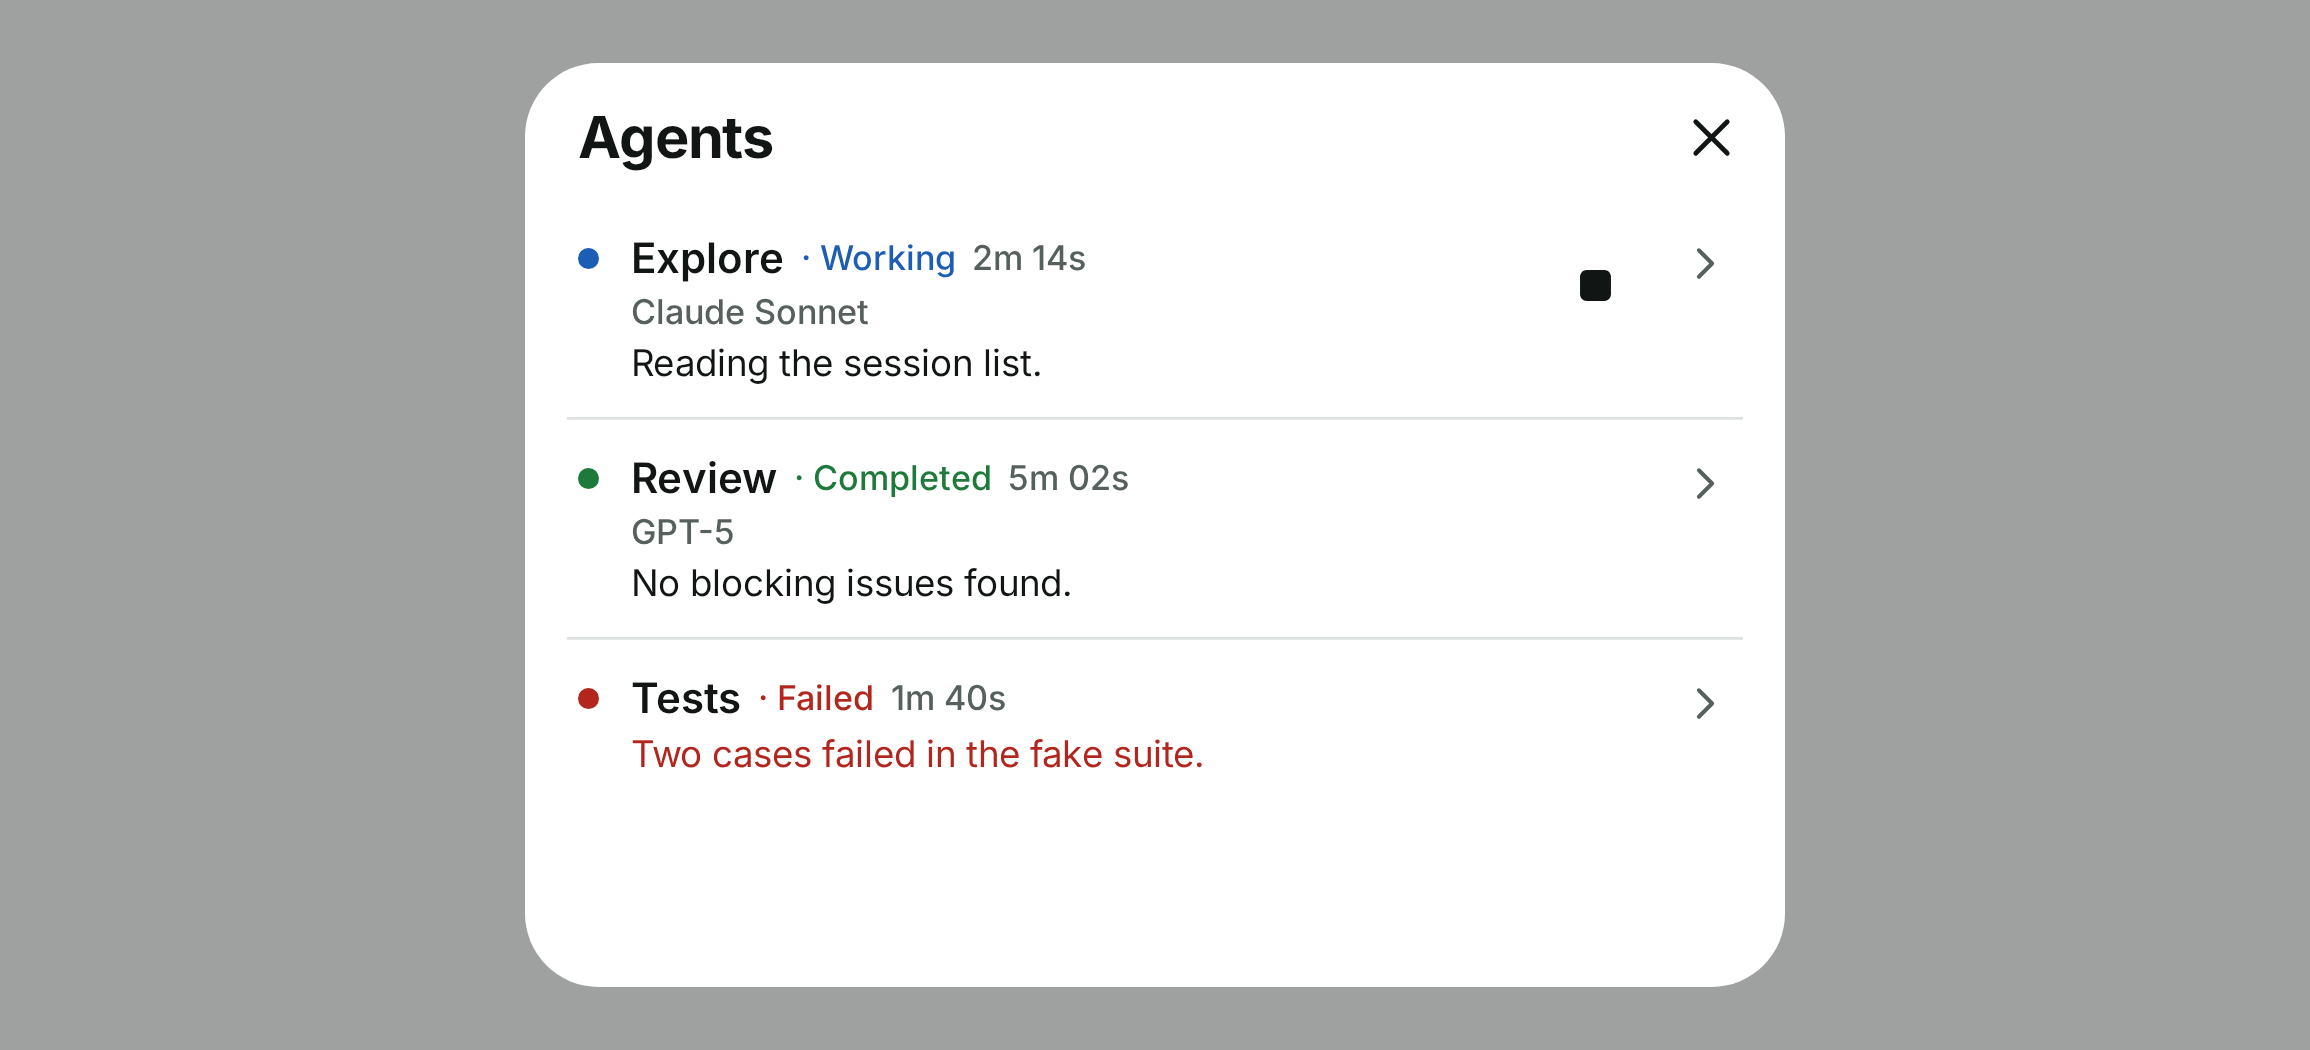 Agents
Explore · Working 2m 14s
Claude Sonnet
Reading the session list.
Review · Completed 5m 02s
GPT-5
No blocking issues found.
Tests · Failed 1m 40s
Two cases failed in the fake suite.